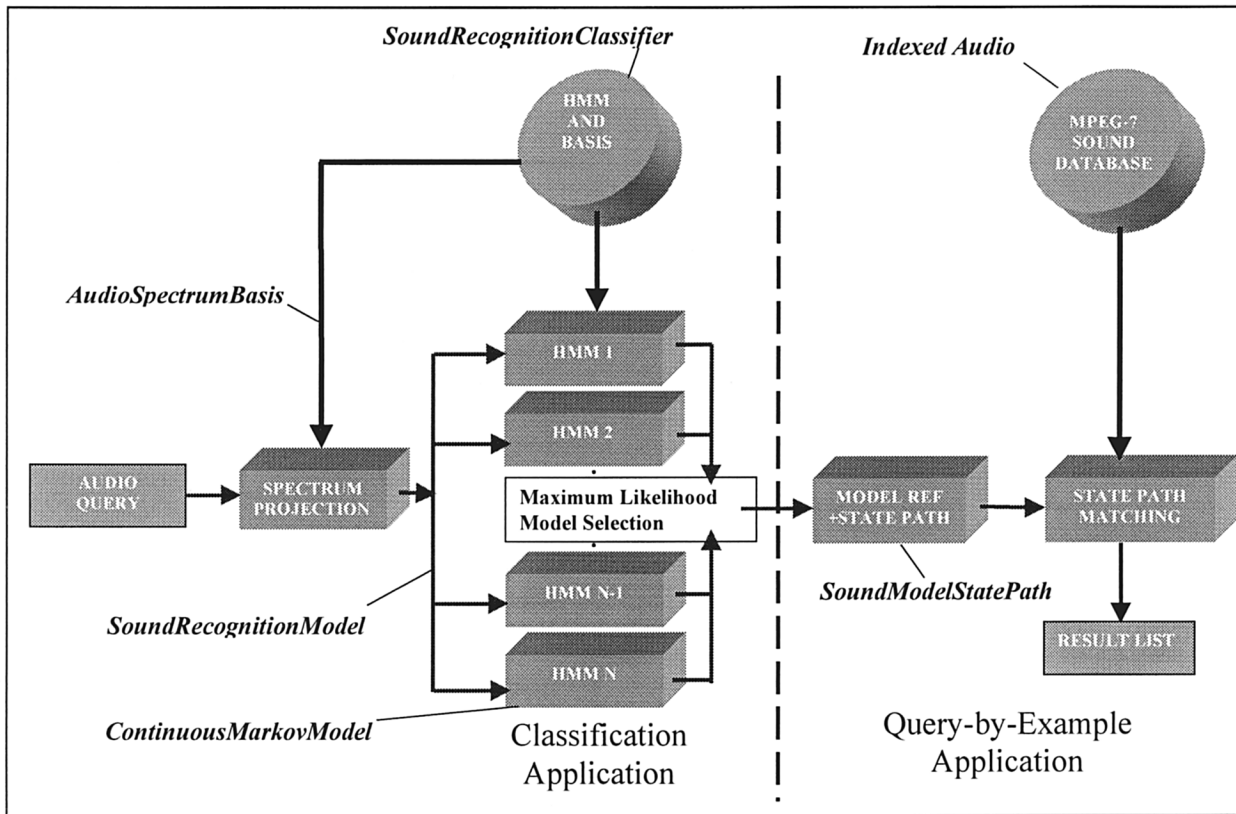 SoundRecognitionClassifier
Indexed Audio
HMM
AND
BASIS
MPEG-7
SOUND
DATABASE
AudioSpectrumBasis
HMM 1
HMM 2
AUDIO
QUERY
SPECTRUM
PROJECTION
Maximum Likelihood
Model Selection
MODEL REF
+STATE PATH
STATE PATH
MATCHING
HMM N-1
SoundModelStatePath
SoundRecognitionModel
HMM N
RESULT LIST
ContinuousMarkovModel
Classification
Application
Query-by-Example
Application